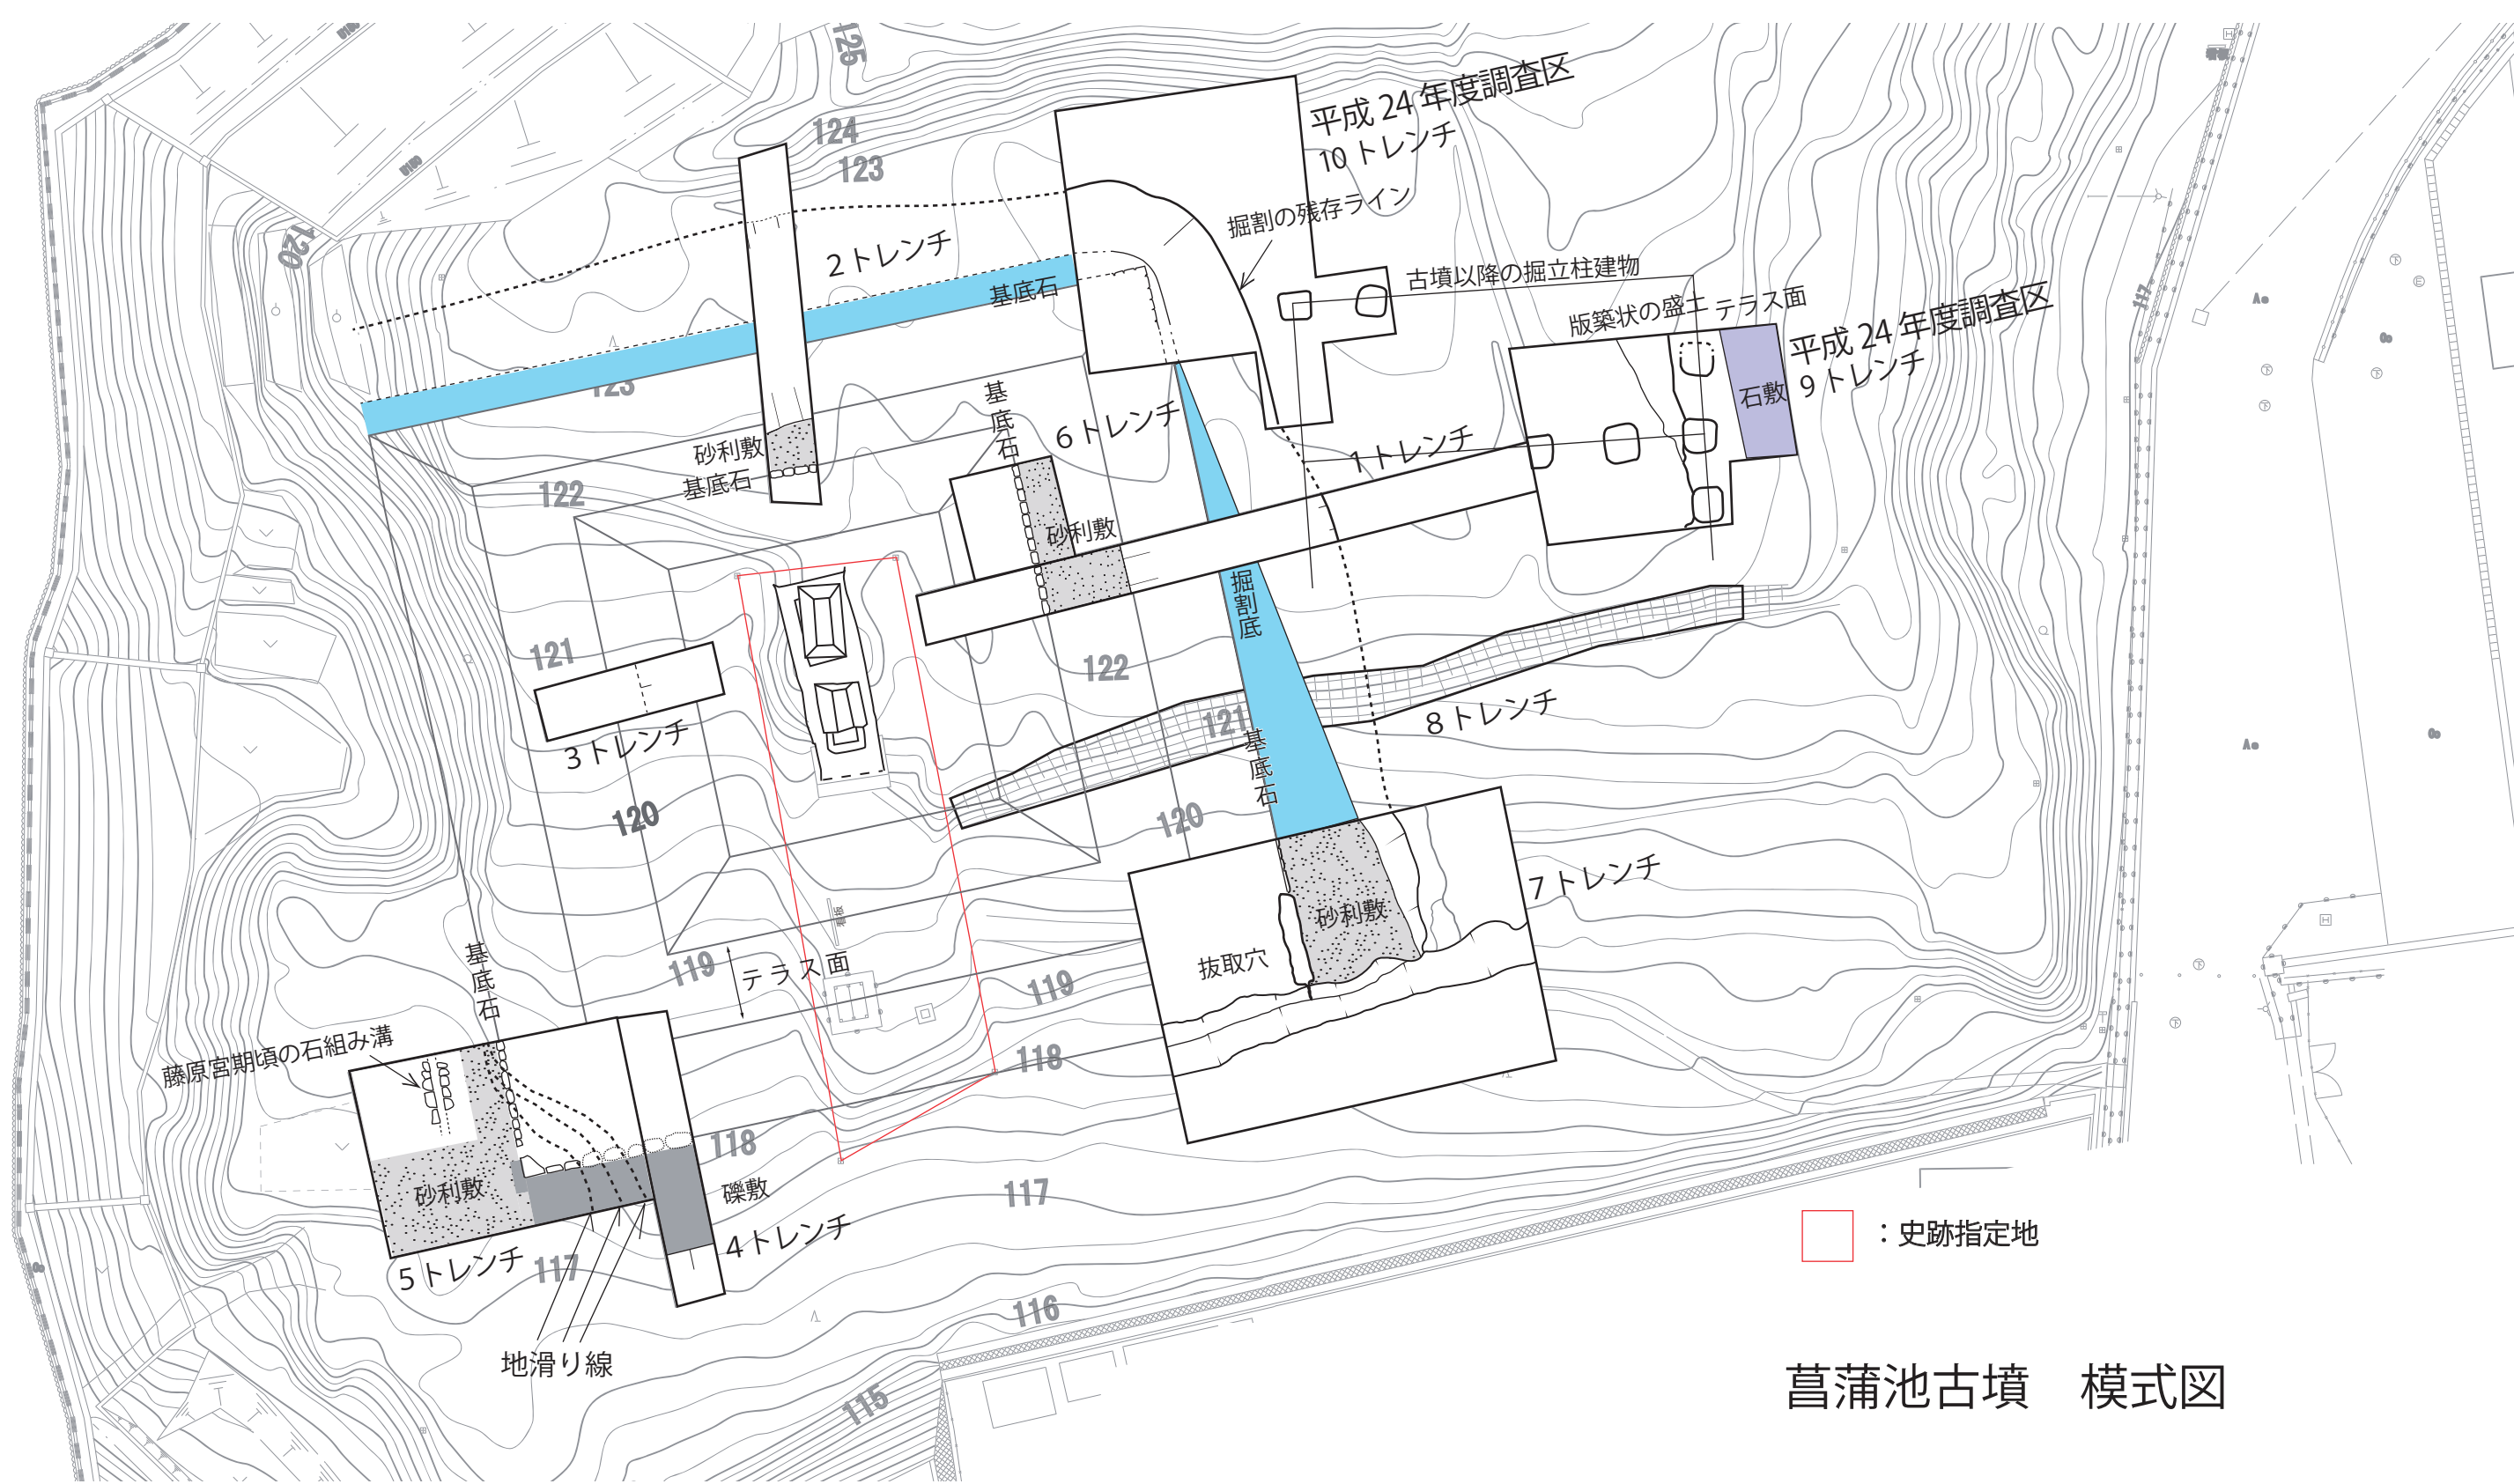 125
124
123
平成 24 年度調査区
10 トレンチ
掘割の残存ライン
120
2 トレンチ
基底石
古墳以降の掘立柱建物
版築状の盛土
テラス面
平成 24 年度調査区
9 トレンチ
石敷
117
123
基底石
6 トレンチ
1 トレンチ
砂利敷
基底石
122
砂利敷
掘割底
121
122
3 トレンチ
121
基底石
8 トレンチ
120
120
7 トレンチ
砂利敷
抜取穴
基底石
119
テラス面
119
118
藤原宮期頃の石組み溝
118
砂利敷
礫敷
4 トレンチ
5 トレンチ
117
117
地滑り線
116
115
：史跡指定地
菖蒲池古墳　模式図